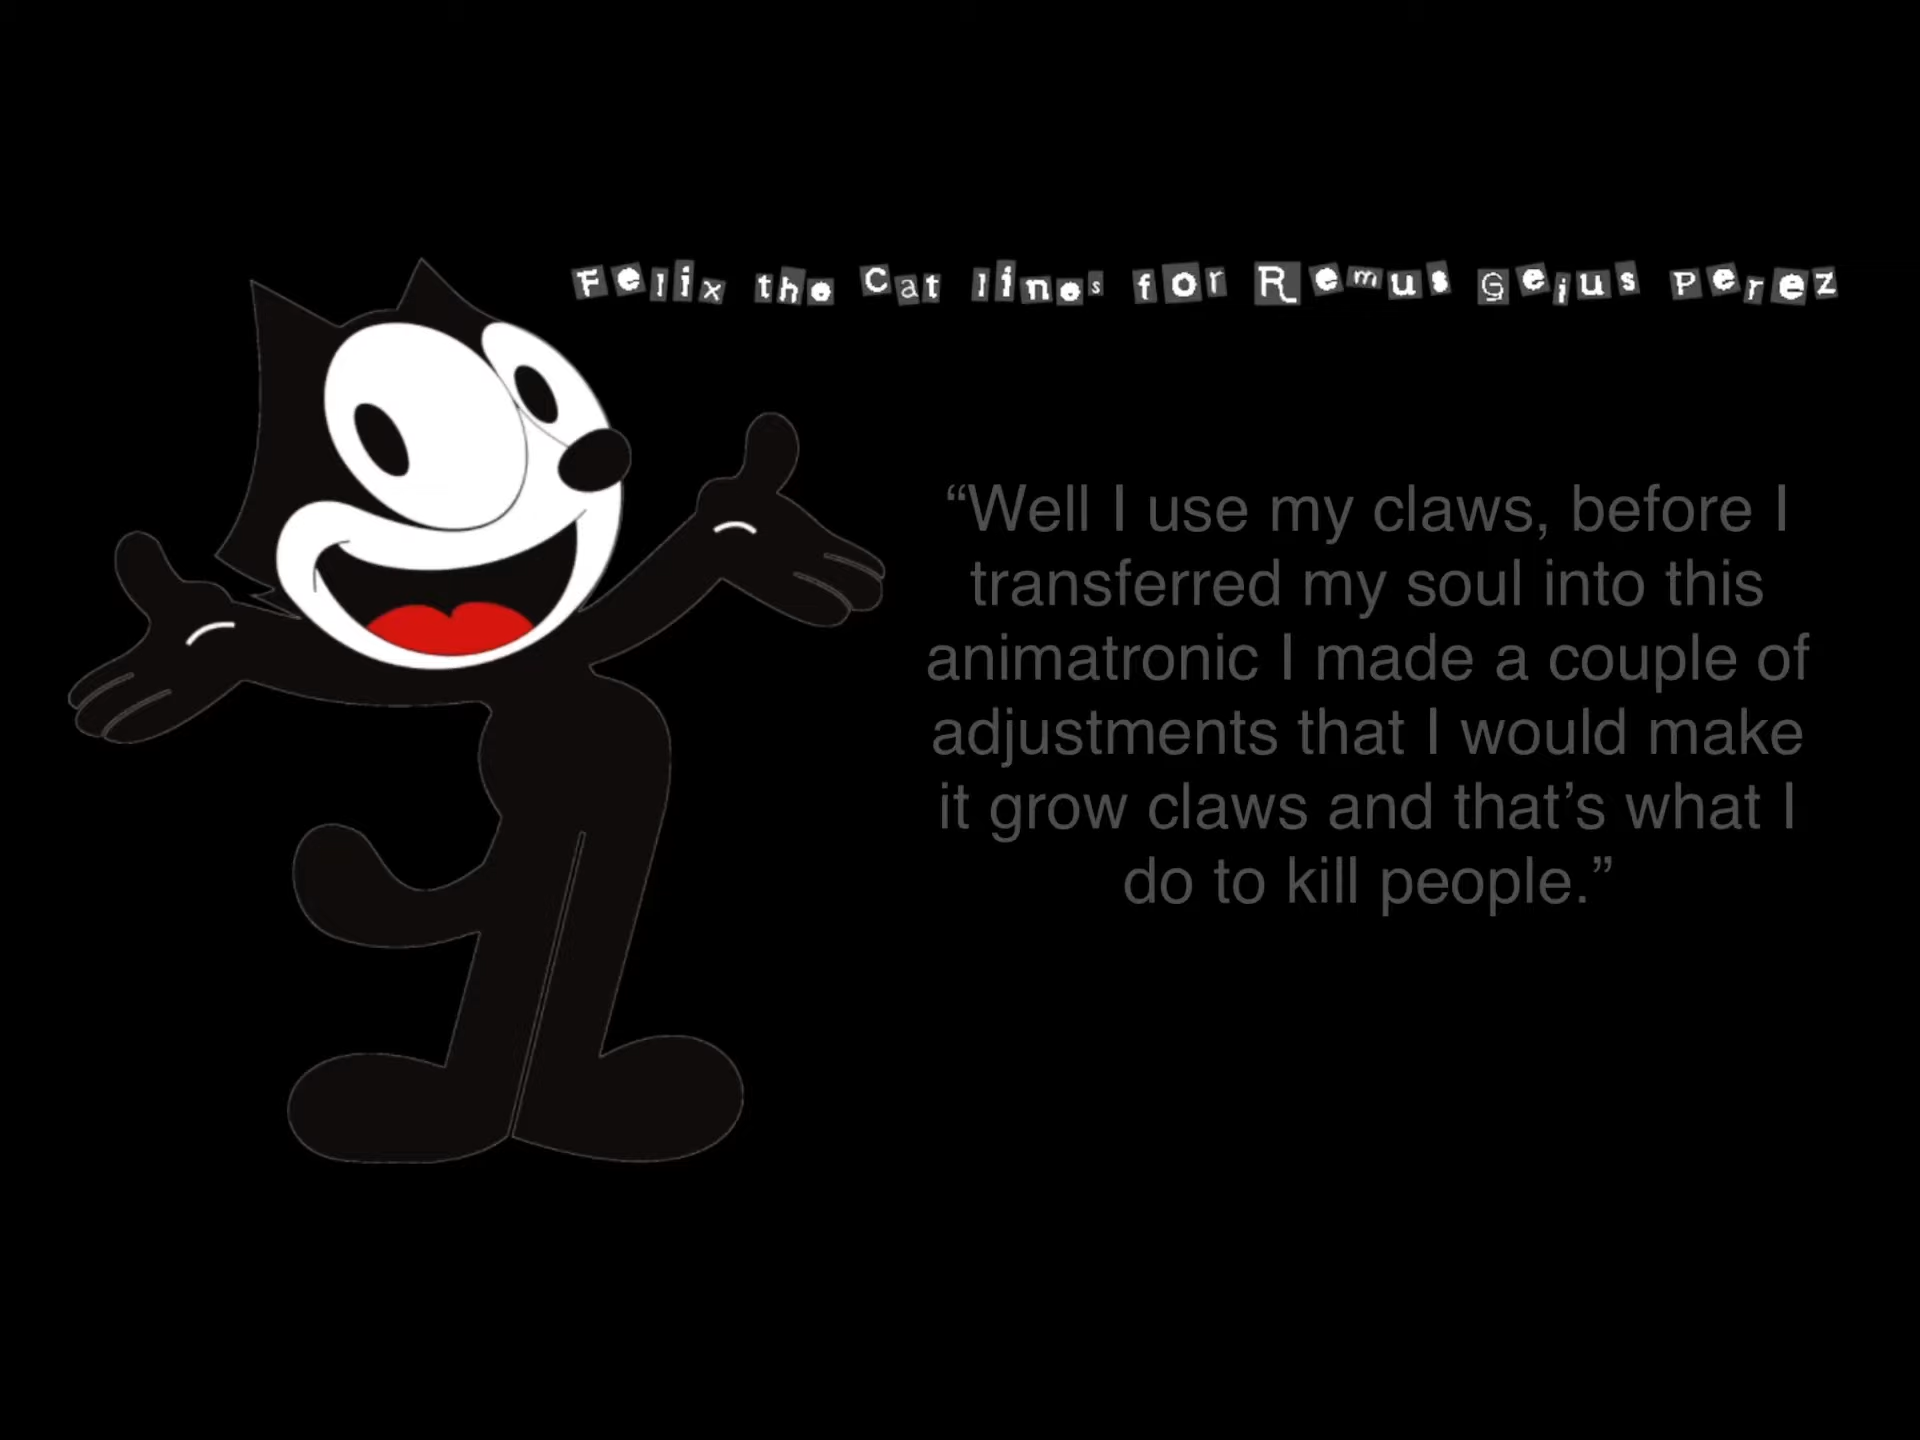 Felix the Cat lines for Remus Gejus Perez
“Well I use my claws, before I
transferred my soul into this
animatronic I made a couple of
adjustments that I would make
it grow claws and that’s what I
do to kill people.”